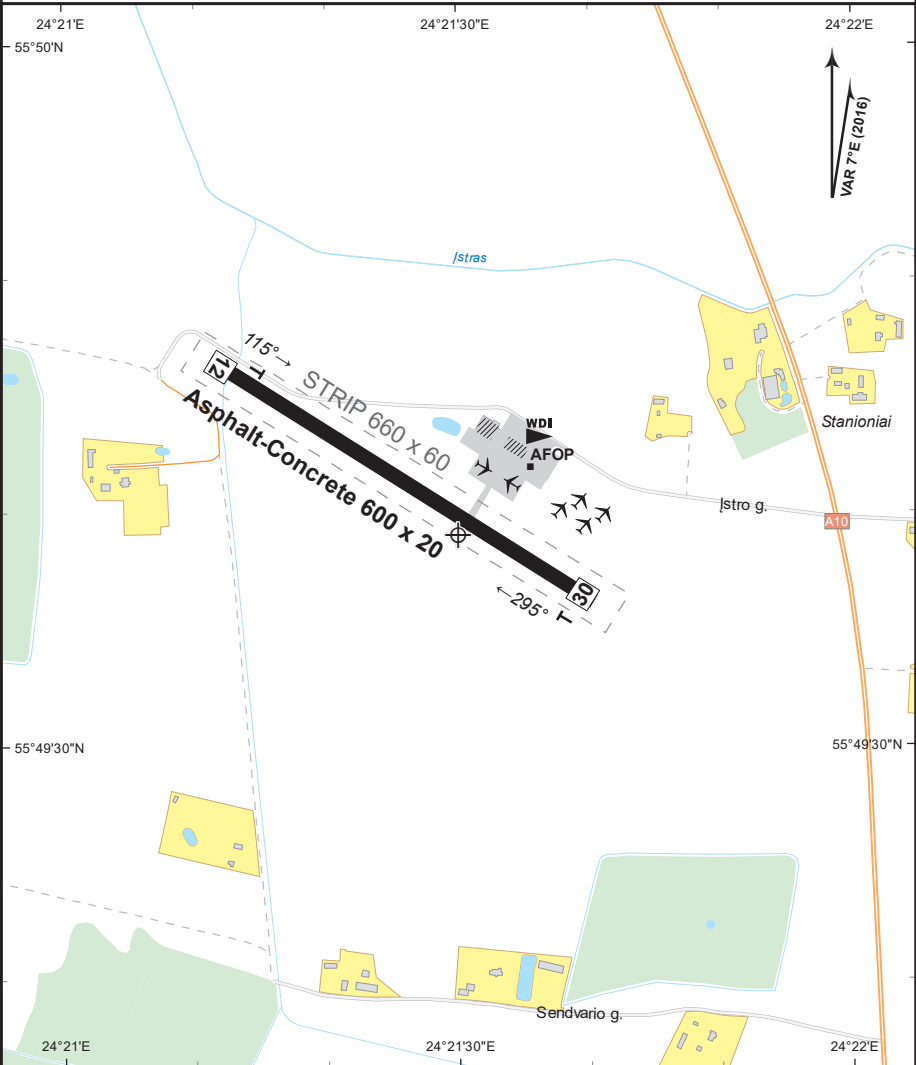 24°21'E
24°21'30"E
24°22'E
55°50'N
VAR 7°E (2016)
Įstras
115°→
12
T
STRIP 660 x 60
Asphalt-Concrete 600 x 20
WDI
AFOP
Stanioniai
Įstro g.
A10
←295°
30
T
55°49'30"N
55°49'30"N
Sendvario g.
24°21'E
24°21'30"E
24°22'E